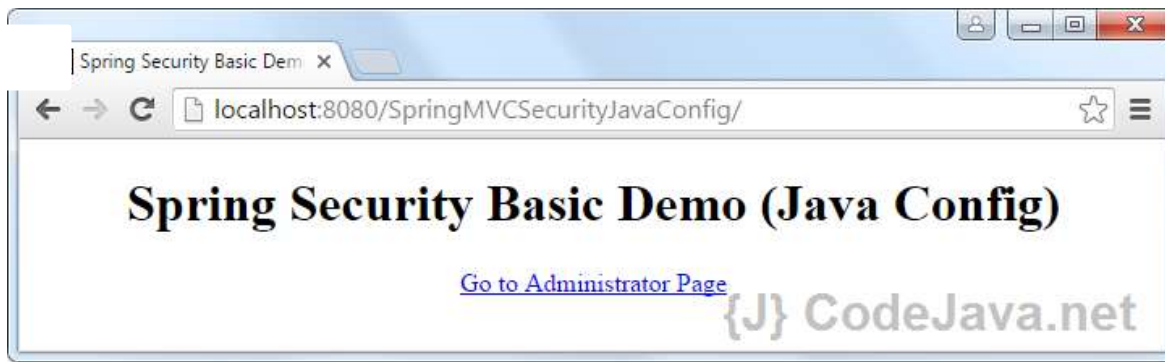 Spring Security Basic Dem
localhost:8080/SpringMVCSecurityJavaConfig/
Spring Security Basic Demo (Java Config)
Go to Administrator Page
{J} CodeJava.net